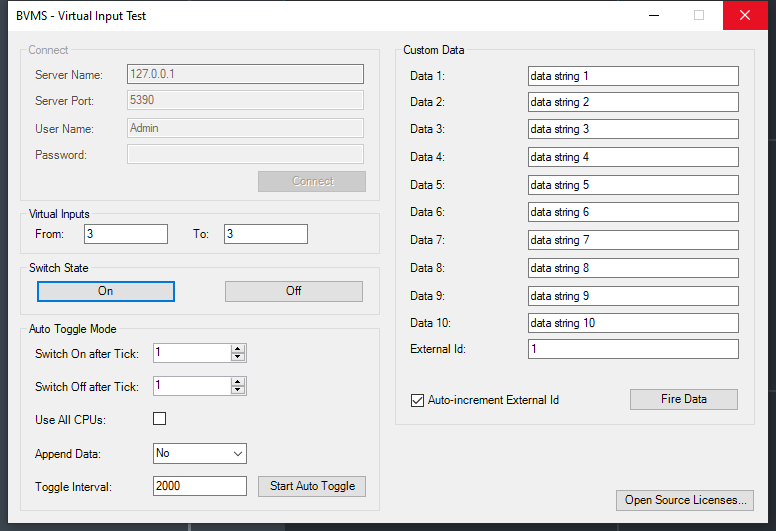 BVMS - Virtual Input Test
Connect
Server Name: 127.0.0.1
Server Port: 5390
User Name: Admin
Password:
Connect
Virtual Inputs
From: 3 To: 3
Switch State
On Off
Auto Toggle Mode
Switch On after Tick: 1
Switch Off after Tick: 1
Use All CPUs:
Append Data: No
Toggle Interval: 2000 Start Auto Toggle
Custom Data
Data 1: data string 1
Data 2: data string 2
Data 3: data string 3
Data 4: data string 4
Data 5: data string 5
Data 6: data string 6
Data 7: data string 7
Data 8: data string 8
Data 9: data string 9
Data 10: data string 10
External Id: 1
Auto-increment External Id Fire Data
Open Source Licenses...